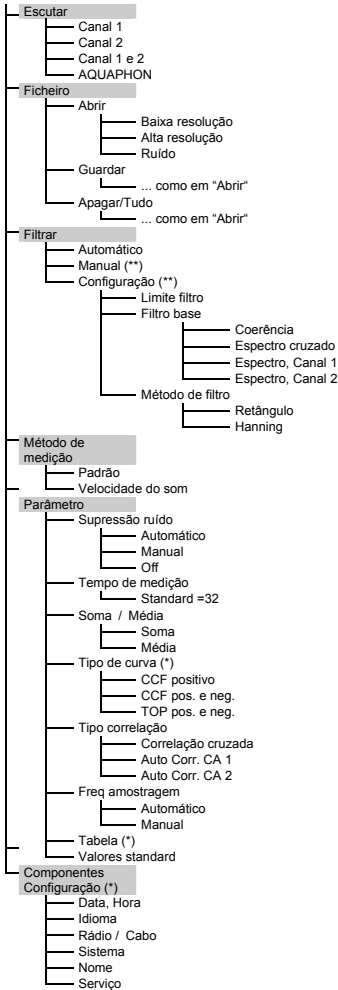 Escutar
Canal 1
Canal 2
Canal 1 e 2
AQUAPHON
Ficheiro
Abrir
Baixa resolução
Alta resolução
Ruído
Guardar
... como em “Abrir“
Apagar/Tudo
... como em “Abrir“
Filtrar
Automático
Manual (**)
Configuração (**)
Limite filtro
Filtro base
Coerência
Espectro cruzado
Espectro, Canal 1
Espectro, Canal 2
Método de filtro
Retângulo
Hanning
Método de
medição
Padrão
Velocidade do som
Parâmetro
Supressão ruído
Automático
Manual
Off
Tempo de medição
Standard =32
Soma / Média
Soma
Média
Tipo de curva (*)
CCF positivo
CCF pos. e neg.
TOP pos. e neg.
Tipo correlação
Correlação cruzada
Auto Corr. CA 1
Auto Corr. CA 2
Freq amostragem
Automático
Manual
Tabela (*)
Valores standard
Componentes
Configuração (*)
Data, Hora
Idioma
Rádio / Cabo
Sistema
Nome
Serviço